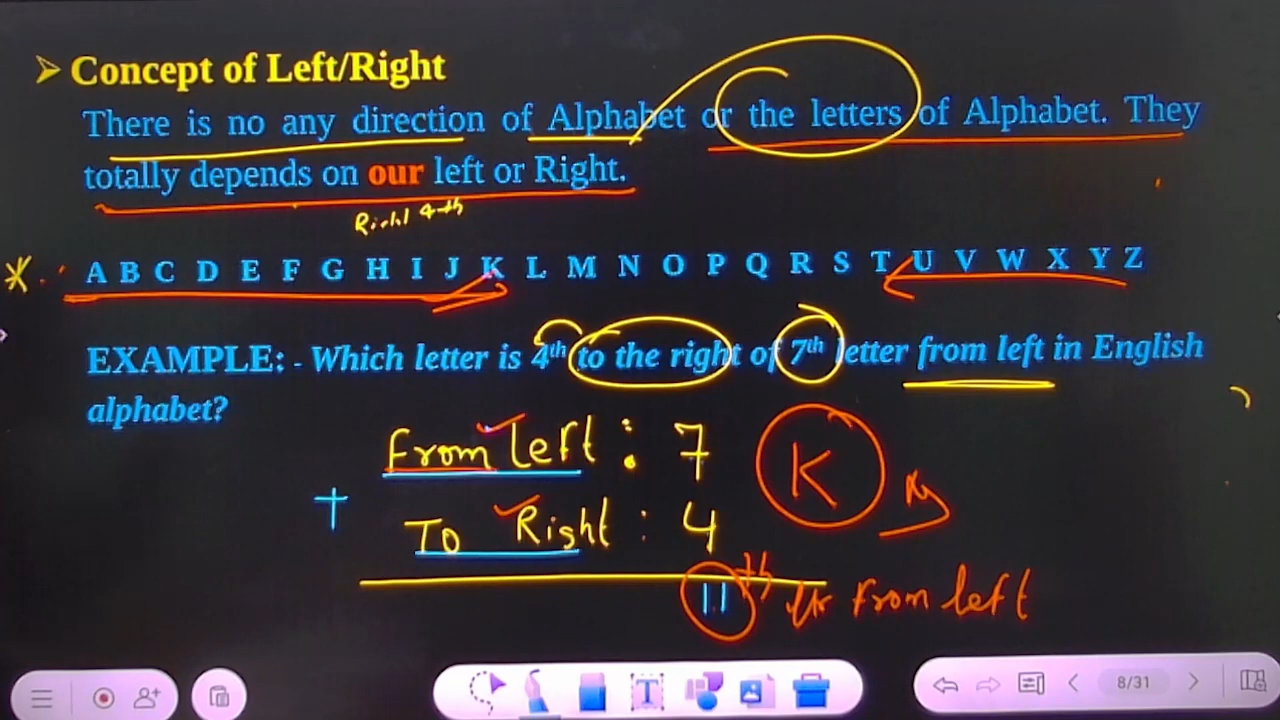 ➢ Concept of Left/Right
There is no any direction of Alphabet or the letters of Alphabet. They
totally depends on our left or Right.
Right 4th
A B C D E F G H I J K L M N O P Q R S T U V W X Y Z
EXAMPLE: - Which letter is 4th to the right of 7th letter from left in English
alphabet?
From Left : 7
+ To Right : 4
11th ltr from left
K
8/31